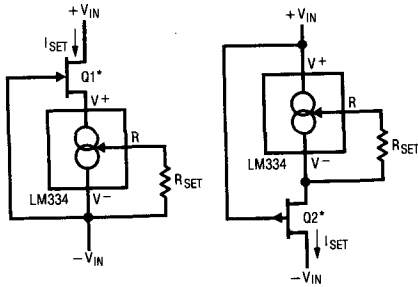 +VIN
ISET
Q1*
V+
R
RSET
LM334
V−
−VIN
+VIN
V+
R
RSET
LM334
V−
Q2*
ISET
−VIN